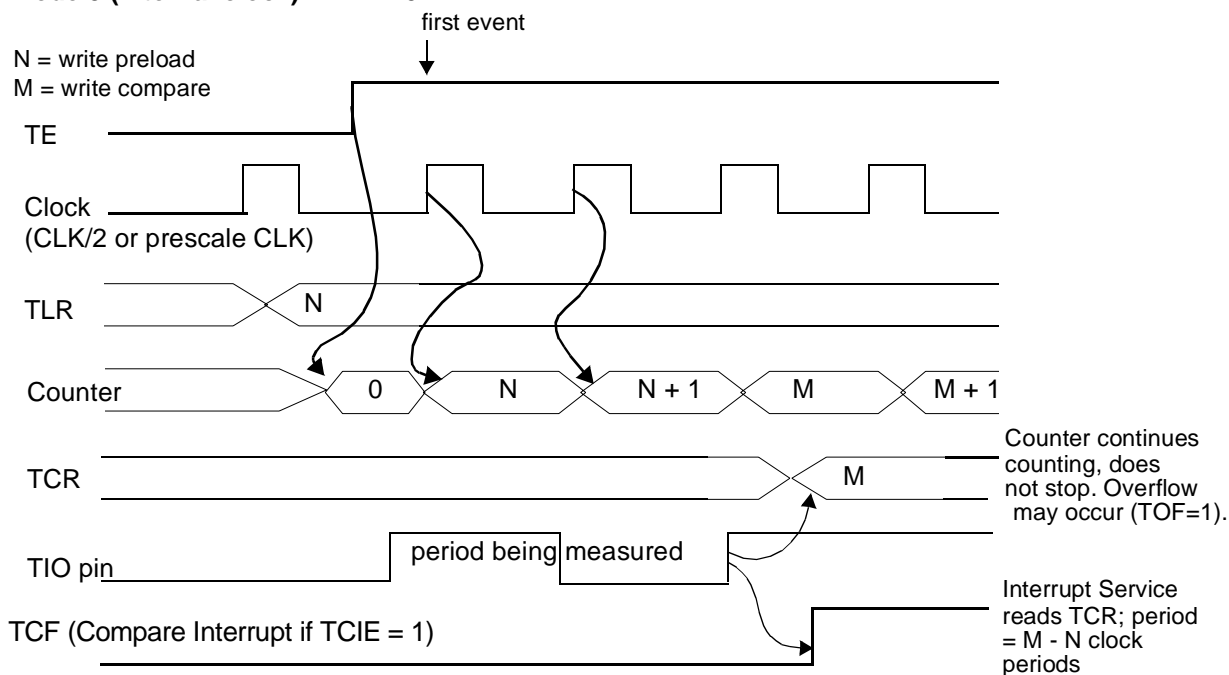 first event
N = write preload
M = write compare
TE
Clock
(CLK/2 or prescale CLK)
TLR
N
Counter
0
N
N + 1
M
M + 1
TCR
M
Counter continues
counting, does
not stop. Overflow
may occur (TOF=1).
TIO pin
period being measured
TCF (Compare Interrupt if TCIE = 1)
Interrupt Service
reads TCR; period
= M - N clock
periods